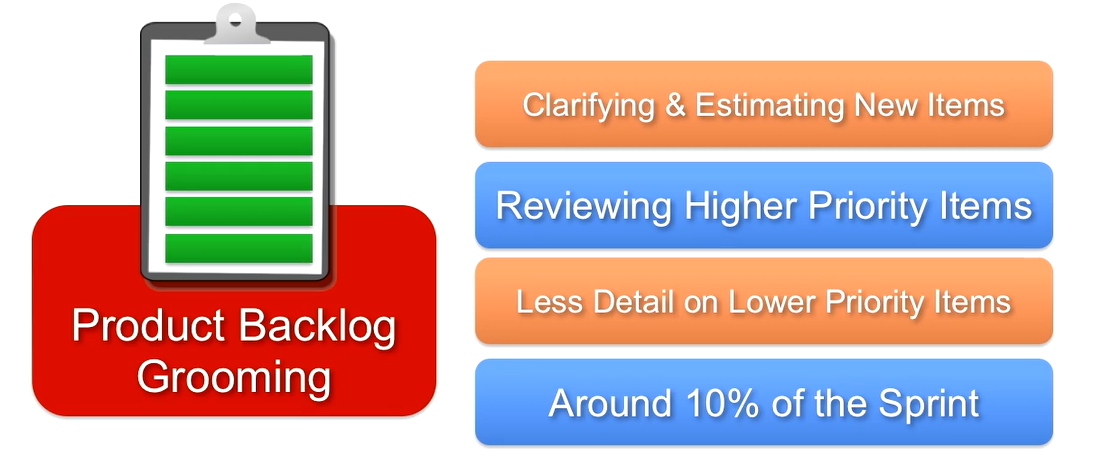 Product Backlog
Grooming
Clarifying & Estimating New Items
Reviewing Higher Priority Items
Less Detail on Lower Priority Items
Around 10% of the Sprint